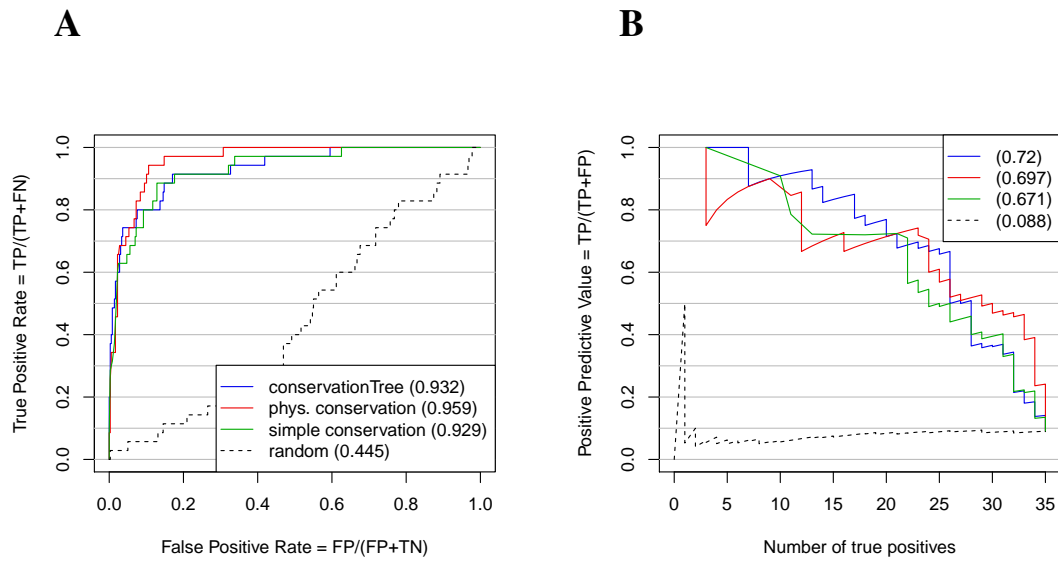 A
B
True Positive Rate = TP/(TP+FN)
1.0
0.8
0.6
0.4
0.2
0.0
conservationTree (0.932)
phys. conservation (0.959)
simple conservation (0.929)
random (0.445)
0.0 0.2 0.4 0.6 0.8 1.0
False Positive Rate = FP/(FP+TN)
Positive Predictive Value = TP/(TP+FP)
1.0
0.8
0.6
0.4
0.2
0.0
(0.72)
(0.697)
(0.671)
(0.088)
0 5 10 15 20 25 30 35
Number of true positives